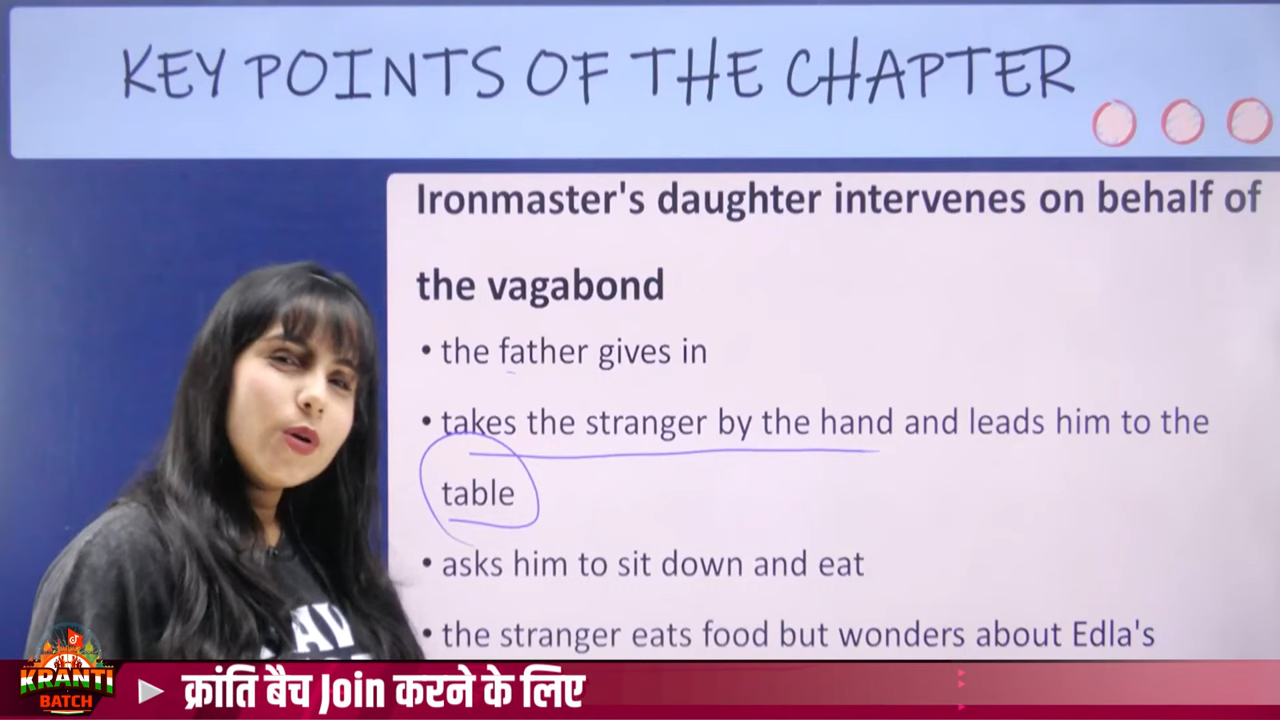 KEY POINTS OF THE CHAPTER
Ironmaster's daughter intervenes on behalf of
the vagabond
• the father gives in
• takes the stranger by the hand and leads him to the
table
• asks him to sit down and eat
• the stranger eats food but wonders about Edla's
KRANTI
BATCH
क्रांति बैच Join करने के लिए